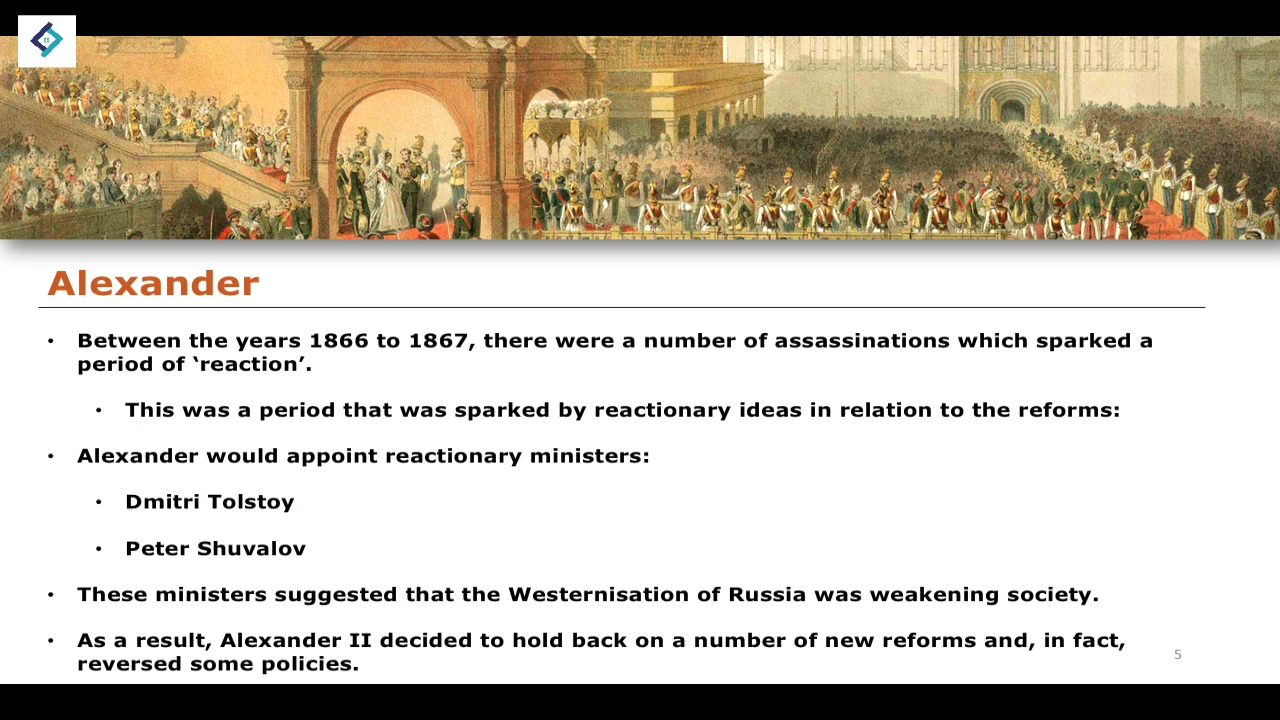 Alexander
• Between the years 1866 to 1867, there were a number of assassinations which sparked a
period of ‘reaction’.
• This was a period that was sparked by reactionary ideas in relation to the reforms:
• Alexander would appoint reactionary ministers:
• Dmitri Tolstoy
• Peter Shuvalov
• These ministers suggested that the Westernisation of Russia was weakening society.
• As a result, Alexander II decided to hold back on a number of new reforms and, in fact,
reversed some policies.
5